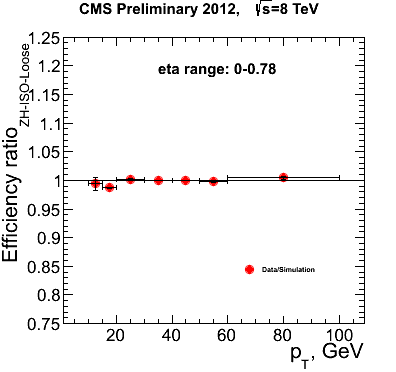 CMS Preliminary 2012, √s=8 TeV
eta range: 0-0.78
Efficiency ratio ZH-ISO-Loose
1.25
1.2
1.15
1.1
1.05
1
0.95
0.9
0.85
0.8
0.75
Data/Simulation
20 40 60 80 100
p_T, GeV